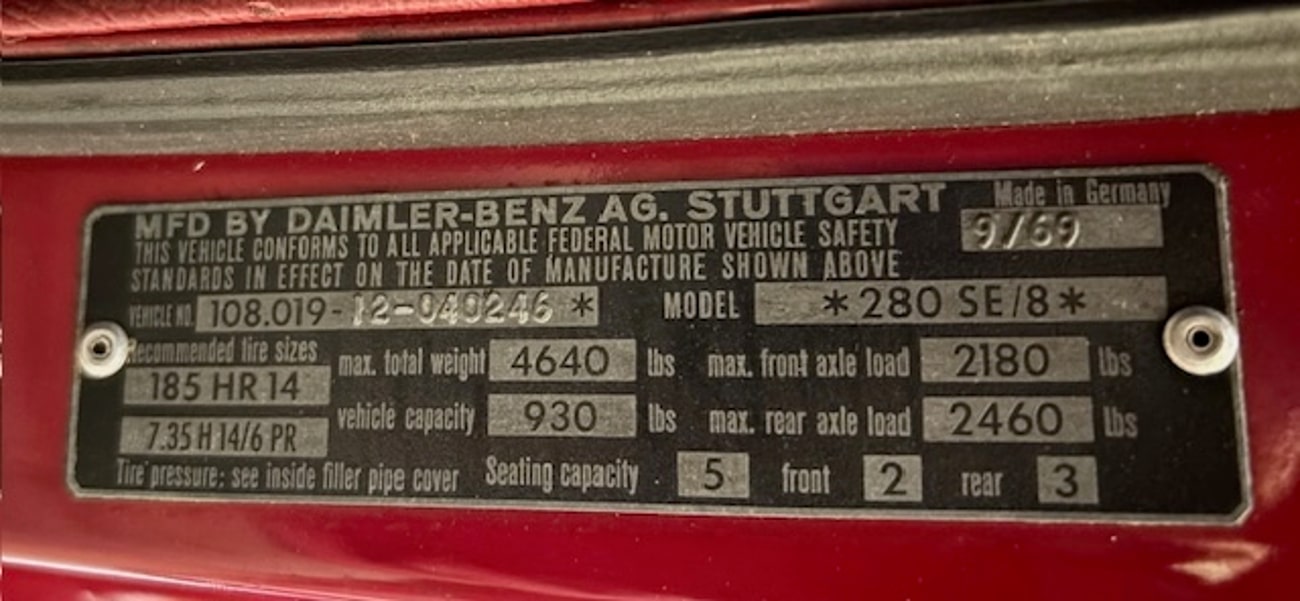 MFD BY DAIMLER-BENZ AG. STUTTGART
Made in Germany
9/69
THIS VEHICLE CONFORMS TO ALL APPLICABLE FEDERAL MOTOR VEHICLE SAFETY
STANDARDS IN EFFECT ON THE DATE OF MANUFACTURE SHOWN ABOVE
VEHICLE NO. 108.019-12-040246 * MODEL *280 SE/8*
Recommended tire sizes
185 HR 14
7.35 H 14/6 PR
max. total weight 4640 lbs max. front axle load 2180 lbs
vehicle capacity 930 lbs max. rear axle load 2460 lbs
Tire pressure: see inside filler pipe cover Seating capacity 5 front 2 rear 3